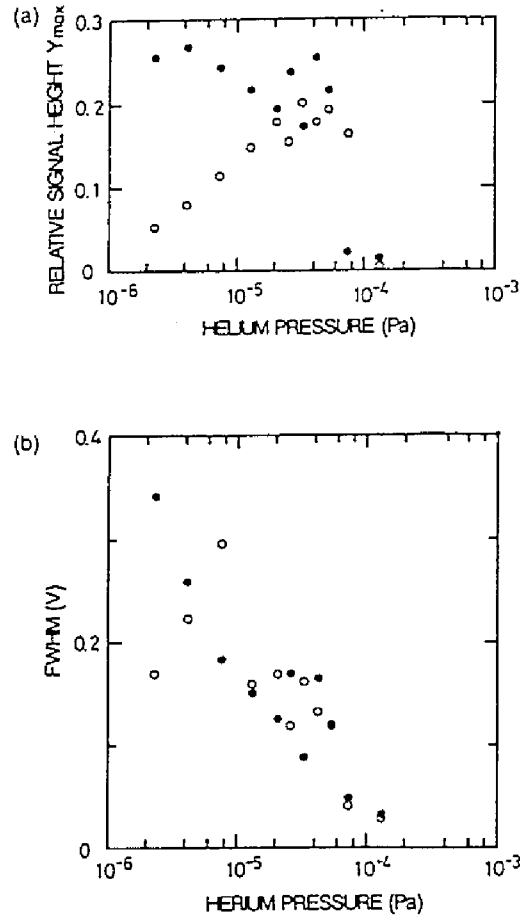 (a)
RELATIVE SIGNAL HEIGHT Ymax
0.3
0.2
0.1
0
10-6
10-5
10-4
10-3
HELIUM PRESSURE (Pa)
(b)
FWHM (V)
0.4
0.2
0
10-6
10-5
10-4
10-3
HERIUM PRESSURE (Pa)